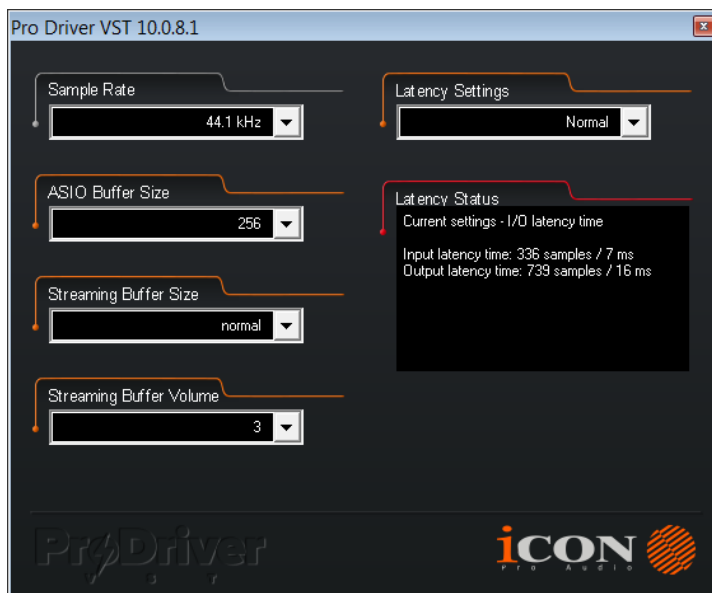 Pro Driver VST 10.0.8.1
Sample Rate
44.1 kHz
ASIO Buffer Size
256
Streaming Buffer Size
normal
Streaming Buffer Volume
3
Latency Settings
Normal
Latency Status
Current settings - I/O latency time
Input latency time: 336 samples / 7 ms
Output latency time: 739 samples / 16 ms
ProDriver
VST
iCON
Pro Audio